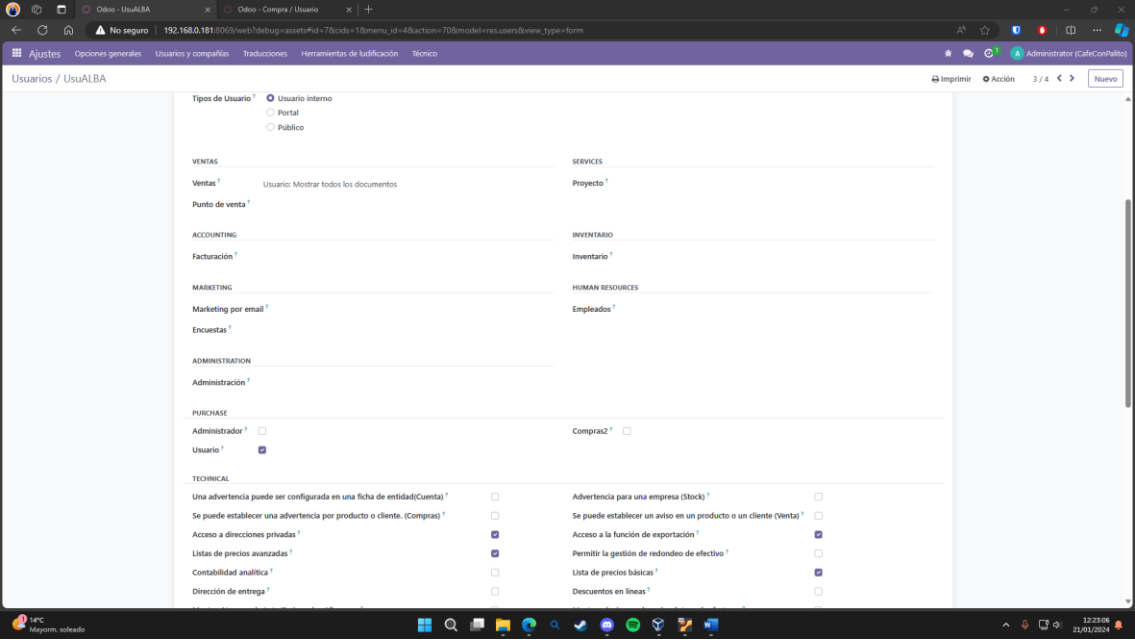 Odoo - UsuALBA
Odoo - Compra / Usuario
No seguro
192.168.0.181:8069/web?debug=assets#id=7&cids=1&menu_id=4&action=70&model=res.users&view_type=form
Ajustes Opciones generales Usuarios y compañías Traducciones Herramientas de ludificación Técnico
1 A Administrator (CafeConPalito)
Usuarios / UsuALBA Imprimir Acción 3 / 4 Nuevo
Tipos de Usuario ? Usuario interno
Portal
Público
VENTAS SERVICES
Ventas ? Usuario: Mostrar todos los documentos Proyecto ?
Punto de venta ?
ACCOUNTING INVENTARIO
Facturación ? Inventario ?
MARKETING HUMAN RESOURCES
Marketing por email ? Empleados ?
Encuestas ?
ADMINISTRATION
Administración ?
PURCHASE
Administrador ? Compras2 ?
Usuario ?
TECHNICAL
Una advertencia puede ser configurada en una ficha de entidad(Cuenta) ? Advertencia para una empresa (Stock) ?
Se puede establecer una advertencia por producto o cliente. (Compras) ? Se puede establecer un aviso en un producto o un cliente (Venta) ?
Acceso a direcciones privadas ? Acceso a la función de exportación ?
Listas de precios avanzadas ? Permitir la gestión de redondeo de efectivo ?
Contabilidad analítica ? Lista de precios básicas ?
Dirección de entrega ? Descuentos en líneas ?
1 14°C
Mayorm. soleado
12:23:06
21/01/2024